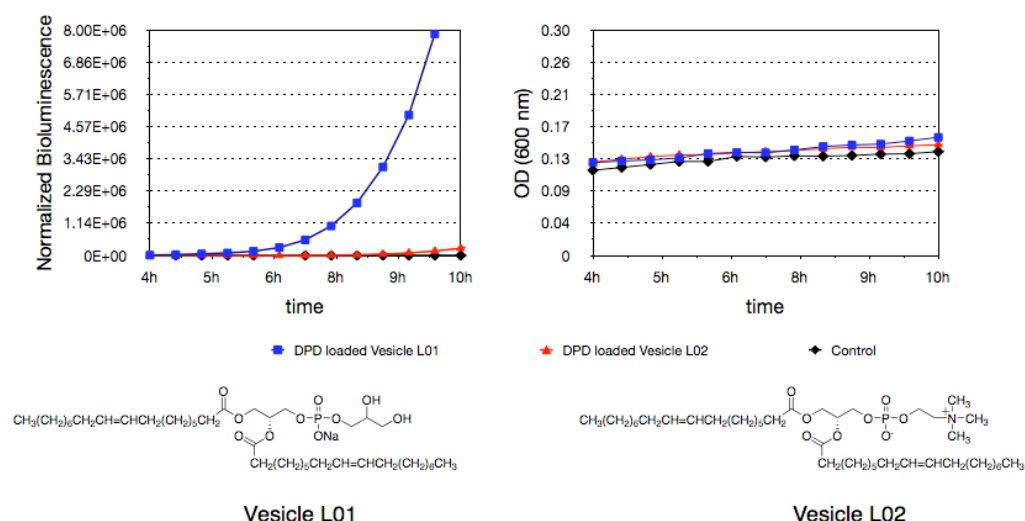 Normalized Bioluminescence
8.00E+06
6.86E+06
5.71E+06
4.57E+06
3.43E+06
2.29E+06
1.14E+06
0E+00
4h 5h 6h 8h 9h 10h
time
OD (600 nm)
0.30
0.26
0.21
0.17
0.13
0.09
0.04
0
4h 5h 6h 8h 9h 10h
time
DPD loaded Vesicle L01 DPD loaded Vesicle L02 Control
O OH
O O P O OH
CH₃(CH₂)₆CH₂CH=CHCH₂(CH₂)₅CH₂ O ONa
O
CH₂(CH₂)₅CH₂CH=CHCH₂(CH₂)₆CH₃
Vesicle L01
O O CH₃
O O P O N⁺ CH₃
CH₃(CH₂)₆CH₂CH=CHCH₂(CH₂)₅CH₂ O O⁻ CH₃
O
CH₂(CH₂)₅CH₂CH=CHCH₂(CH₂)₆CH₃
Vesicle L02